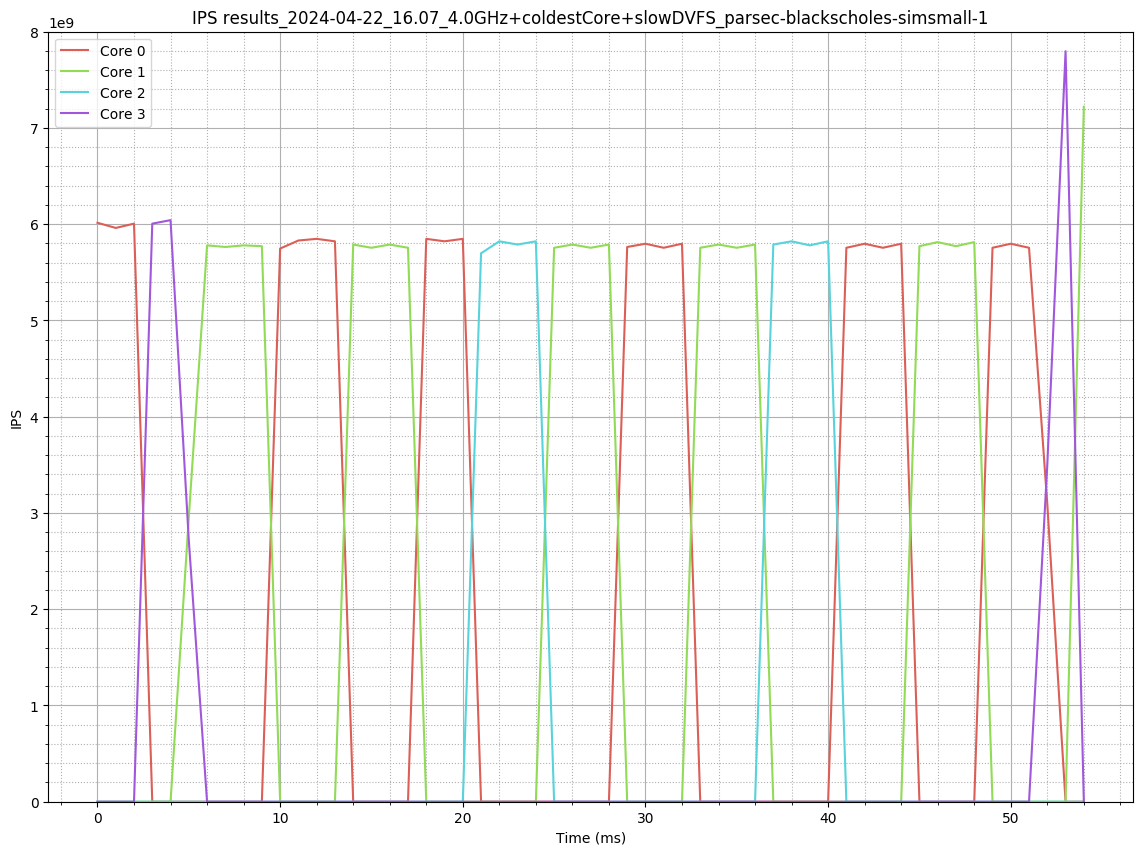 IPS results_2024-04-22_16.07_4.0GHz+coldestCore+slowDVFS_parsec-blackscholes-simsmall-1
1e9
Core 0
Core 1
Core 2
Core 3
8
7
6
5
4
3
2
1
0
IPS
0 10 20 30 40 50
Time (ms)